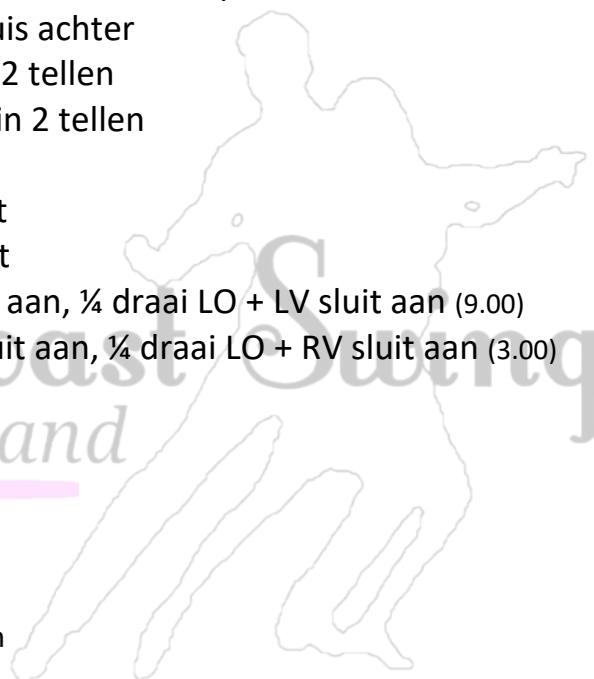 uis achter
2 tellen
in 2 tellen
t
t
aan, ¼ draai LO + LV sluit aan (9.00)
uit aan, ¼ draai LO + RV sluit aan (3.00)
oast Swing
and
n